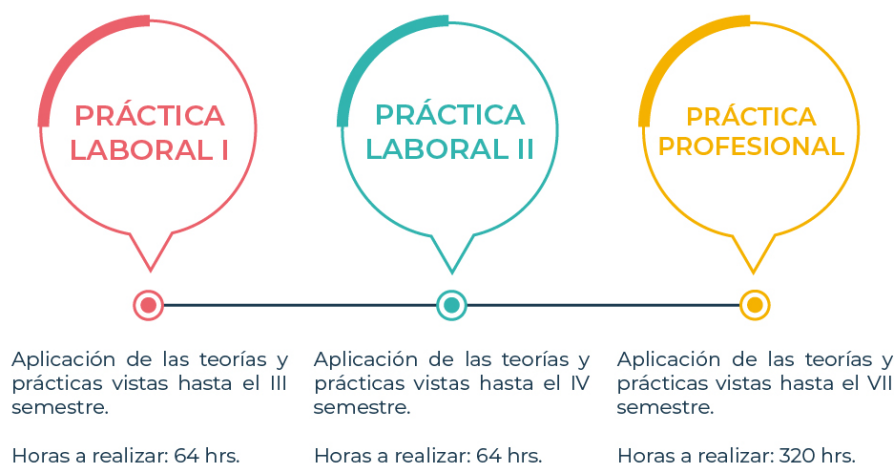 PRÁCTICA
LABORAL I
PRÁCTICA
LABORAL II
PRÁCTICA
PROFESIONAL
Aplicación de las teorías y
prácticas vistas hasta el III
semestre.
Horas a realizar: 64 hrs.
Aplicación de las teorías y
prácticas vistas hasta el IV
semestre.
Horas a realizar: 64 hrs.
Aplicación de las teorías y
prácticas vistas hasta el VII
semestre.
Horas a realizar: 320 hrs.